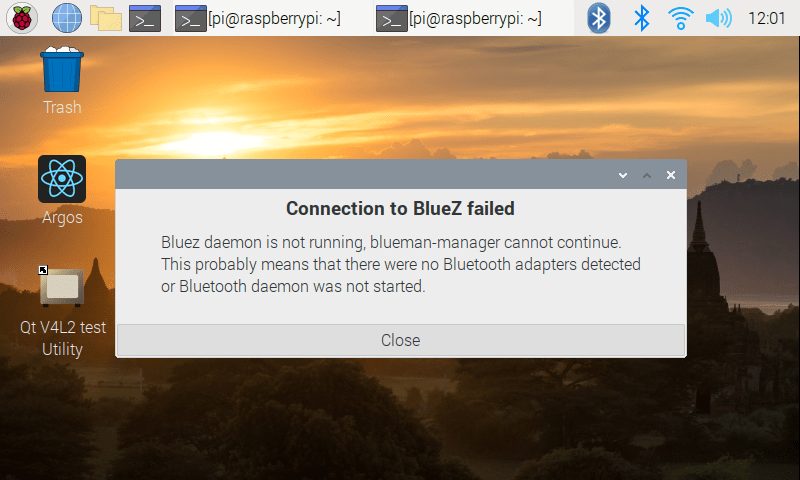 [pi@raspberrypi: ~]
[pi@raspberrypi: ~]
12:01
Trash
Argos
Qt V4L2 test
Utility
Connection to BlueZ failed
Bluez daemon is not running, blueman-manager cannot continue.
This probably means that there were no Bluetooth adapters detected
or Bluetooth daemon was not started.
Close